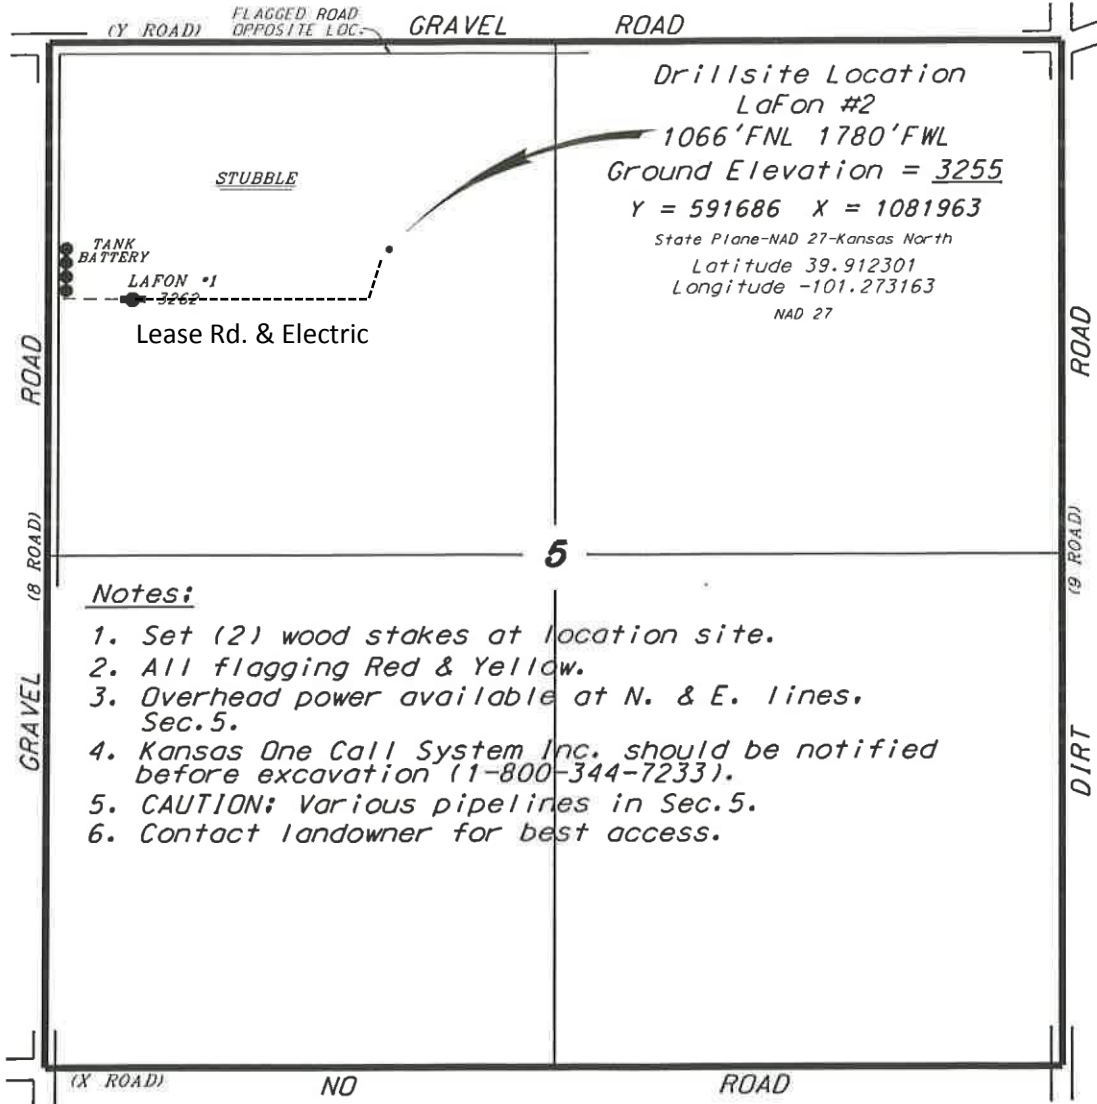 FLAGGED ROAD
(Y ROAD) OPPOSITE LOC. GRAVEL ROAD
Drillsite Location
LaFon #2
1066'FNL 1780'FWL
Ground Elevation = 3255
Y = 591686 X = 1081963
State Plane-NAD 27-Kansas North
Latitude 39.912301
Longitude -101.273163
NAD 27
STUBBLE
TANK
BATTERY
LAFON #1
3262
Lease Rd. & Electric
GRAVEL (8 ROAD) ROAD
DIRT (9 ROAD) ROAD
5
Notes:
1. Set (2) wood stakes at location site.
2. All flagging Red & Yellow.
3. Overhead power available at N. & E. lines,
Sec.5.
4. Kansas One Call System Inc. should be notified
before excavation (1-800-344-7233).
5. CAUTION: Various pipelines in Sec.5.
6. Contact landowner for best access.
(X ROAD) NO ROAD